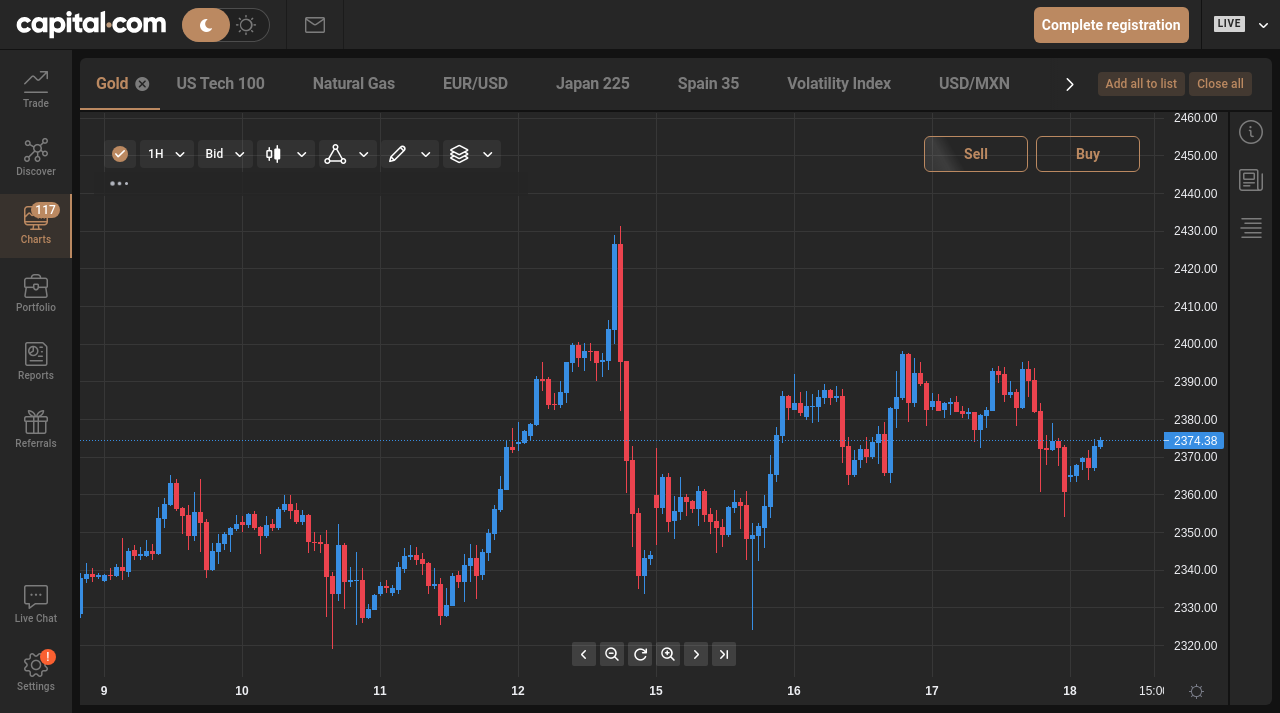 capital.com
Complete registration
LIVE
Trade
Discover
117
Charts
Portfolio
Reports
Referrals
Live Chat
!
Settings
Gold
US Tech 100
Natural Gas
EUR/USD
Japan 225
Spain 35
Volatility Index
USD/MXN
Add all to list
Close all
1H
Bid
Sell
Buy
2460.00
2450.00
2440.00
2430.00
2420.00
2410.00
2400.00
2390.00
2380.00
2374.38
2370.00
2360.00
2350.00
2340.00
2330.00
2320.00
9
10
11
12
15
16
17
18